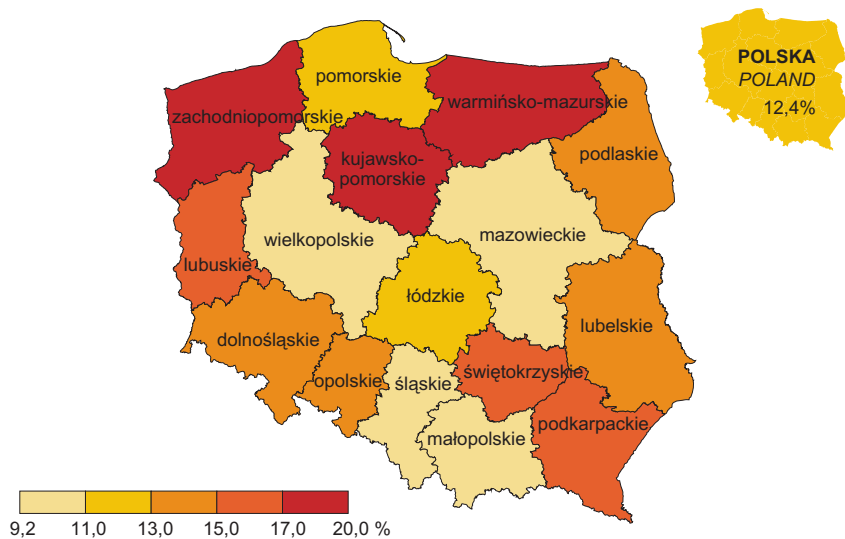 POLSKA
POLAND
12,4%
pomorskie
zachodniopomorskie
warmińsko-mazurskie
kujawsko-
pomorskie
podlaskie
wielkopolskie
mazowieckie
lubuskie
łódzkie
dolnośląskie
lubelskie
opolskie
śląskie
świętokrzyskie
małopolskie
podkarpackie
9,2 11,0 13,0 15,0 17,0 20,0 %